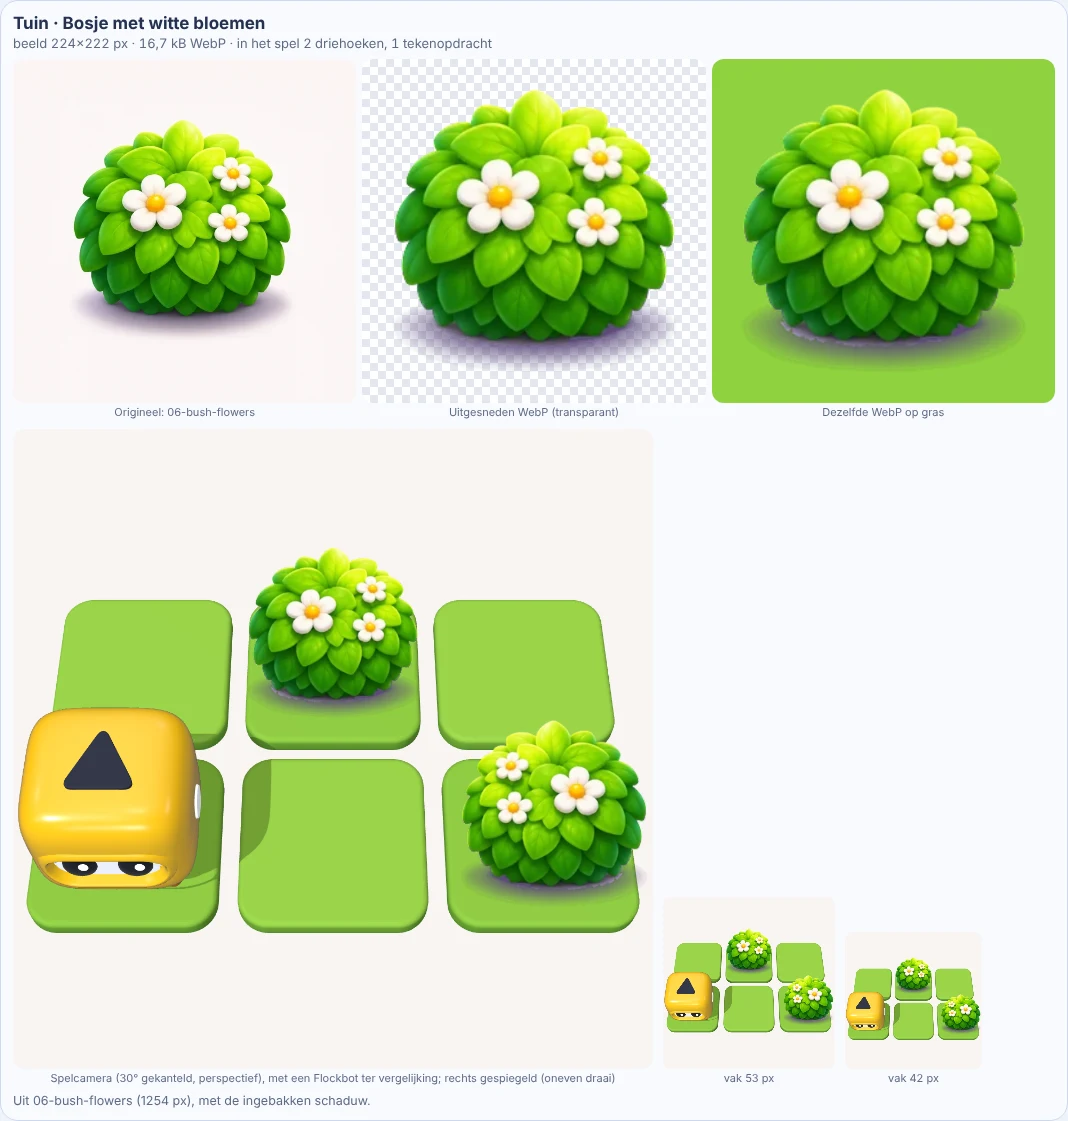 Tuin · Bosje met witte bloemen
beeld 224×222 px · 16,7 kB WebP · in het spel 2 driehoeken, 1 tekenopdracht
Origineel: 06-bush-flowers
Uitgesneden WebP (transparant)
Dezelfde WebP op gras
Spelcamera (30° gekanteld, perspectief), met een Flockbot ter vergelijking; rechts gespiegeld (oneven draai)
vak 53 px
vak 42 px
Uit 06-bush-flowers (1254 px), met de ingebakken schaduw.